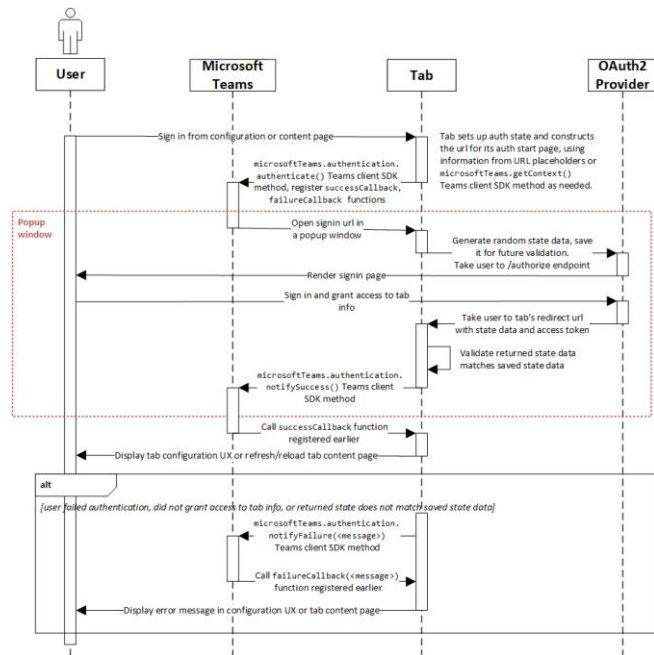 User
Microsoft
Teams
Tab
OAuth2
Provider
Sign in from configuration or content page
Tab sets up auth state and constructs
the url for its auth start page, using
information from URL placeholders or
microsoftTeams.getContext()
Teams client SDK method as needed.
microsoftTeams.authentication.
authenticate() Teams client SDK
method, register successCallback,
failureCallback functions
Popup
window
Open signin url in
a popup window
Generate random state data, save
it for future validation.
Take user to /authorize endpoint
Render signin page
Sign in and grant access to tab
info
Take user to tab's redirect url
with state data and access token
Validate returned state data
matches saved state data
microsoftTeams.authentication.
notifySuccess() Teams client
SDK method
Call successCallback function
registered earlier
Display tab configuration UX or refresh/reload tab content page
alt
[user failed authentication, did not grant access to tab info, or returned state does not match saved state data]
microsoftTeams.authentication.
notifyFailure(<message>)
Teams client SDK method
Call failureCallback(<message>)
function registered earlier
Display error message in configuration UX or tab content page